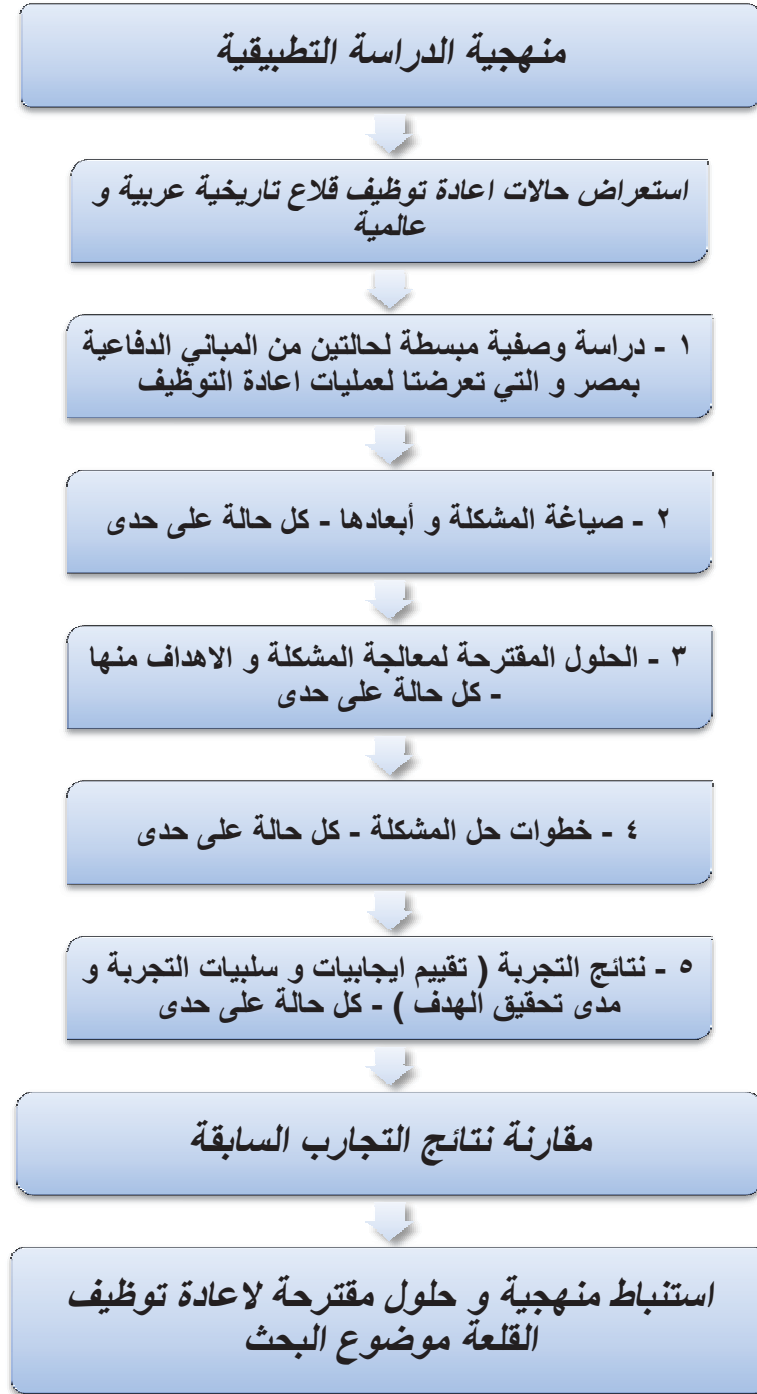 منهجية الدراسة التطبيقية
استعراض حالات اعادة توظيف قلاع تاريخية عربية و
عالمية
١ - دراسة وصفية مبسطة لحالتين من المباني الدفاعية
بمصر و التي تعرضتا لعمليات اعادة التوظيف
٢ - صياغة المشكلة و أبعادها - كل حالة على حدى
٣ - الحلول المقترحة لمعالجة المشكلة و الاهداف منها
- كل حالة على حدى
٤ - خطوات حل المشكلة - كل حالة على حدى
٥ - نتائج التجربة ( تقييم ايجابيات و سلبيات التجربة و
مدى تحقيق الهدف ) - كل حالة على حدى
مقارنة نتائج التجارب السابقة
استنباط منهجية و حلول مقترحة لاعادة توظيف
القلعة موضوع البحث